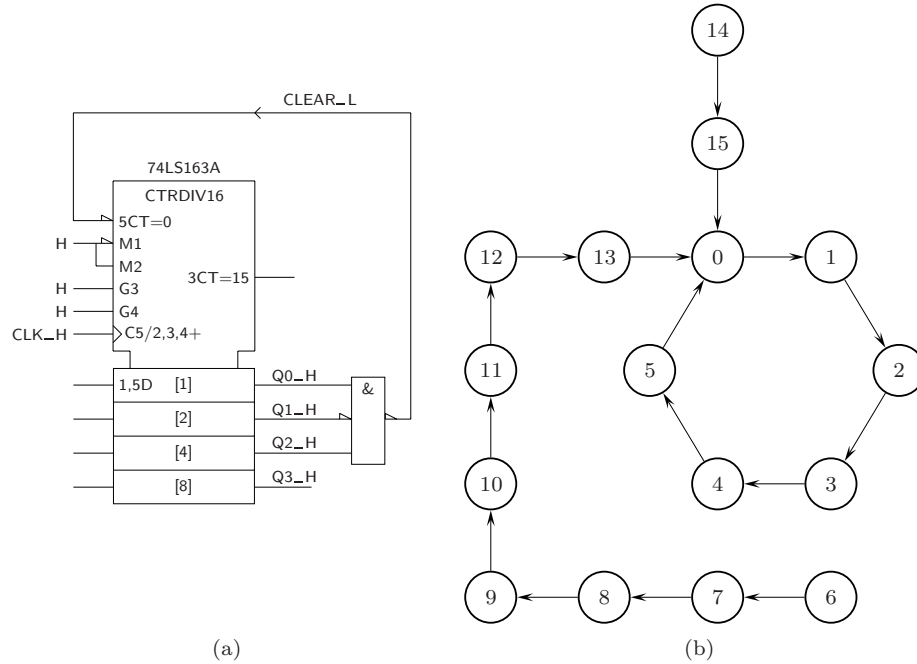 CLEAR_L
74LS163A
CTRDIV16
5CT=0
H M1
M2
3CT=15
H G3
H G4
CLK_H C5/2,3,4+
1,5D [1] Q0_H &
[2] Q1_H
[4] Q2_H
[8] Q3_H
(a)
14
15
12 13 0 1
11 5 2
10 4 3
9 8 7 6
(b)